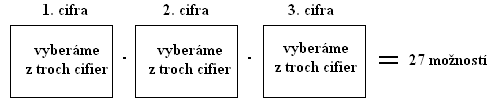 1. cifra 2. cifra 3. cifra
vyberáme vyberáme vyberáme
z troch cifier · z troch cifier · z troch cifier = 27 možností